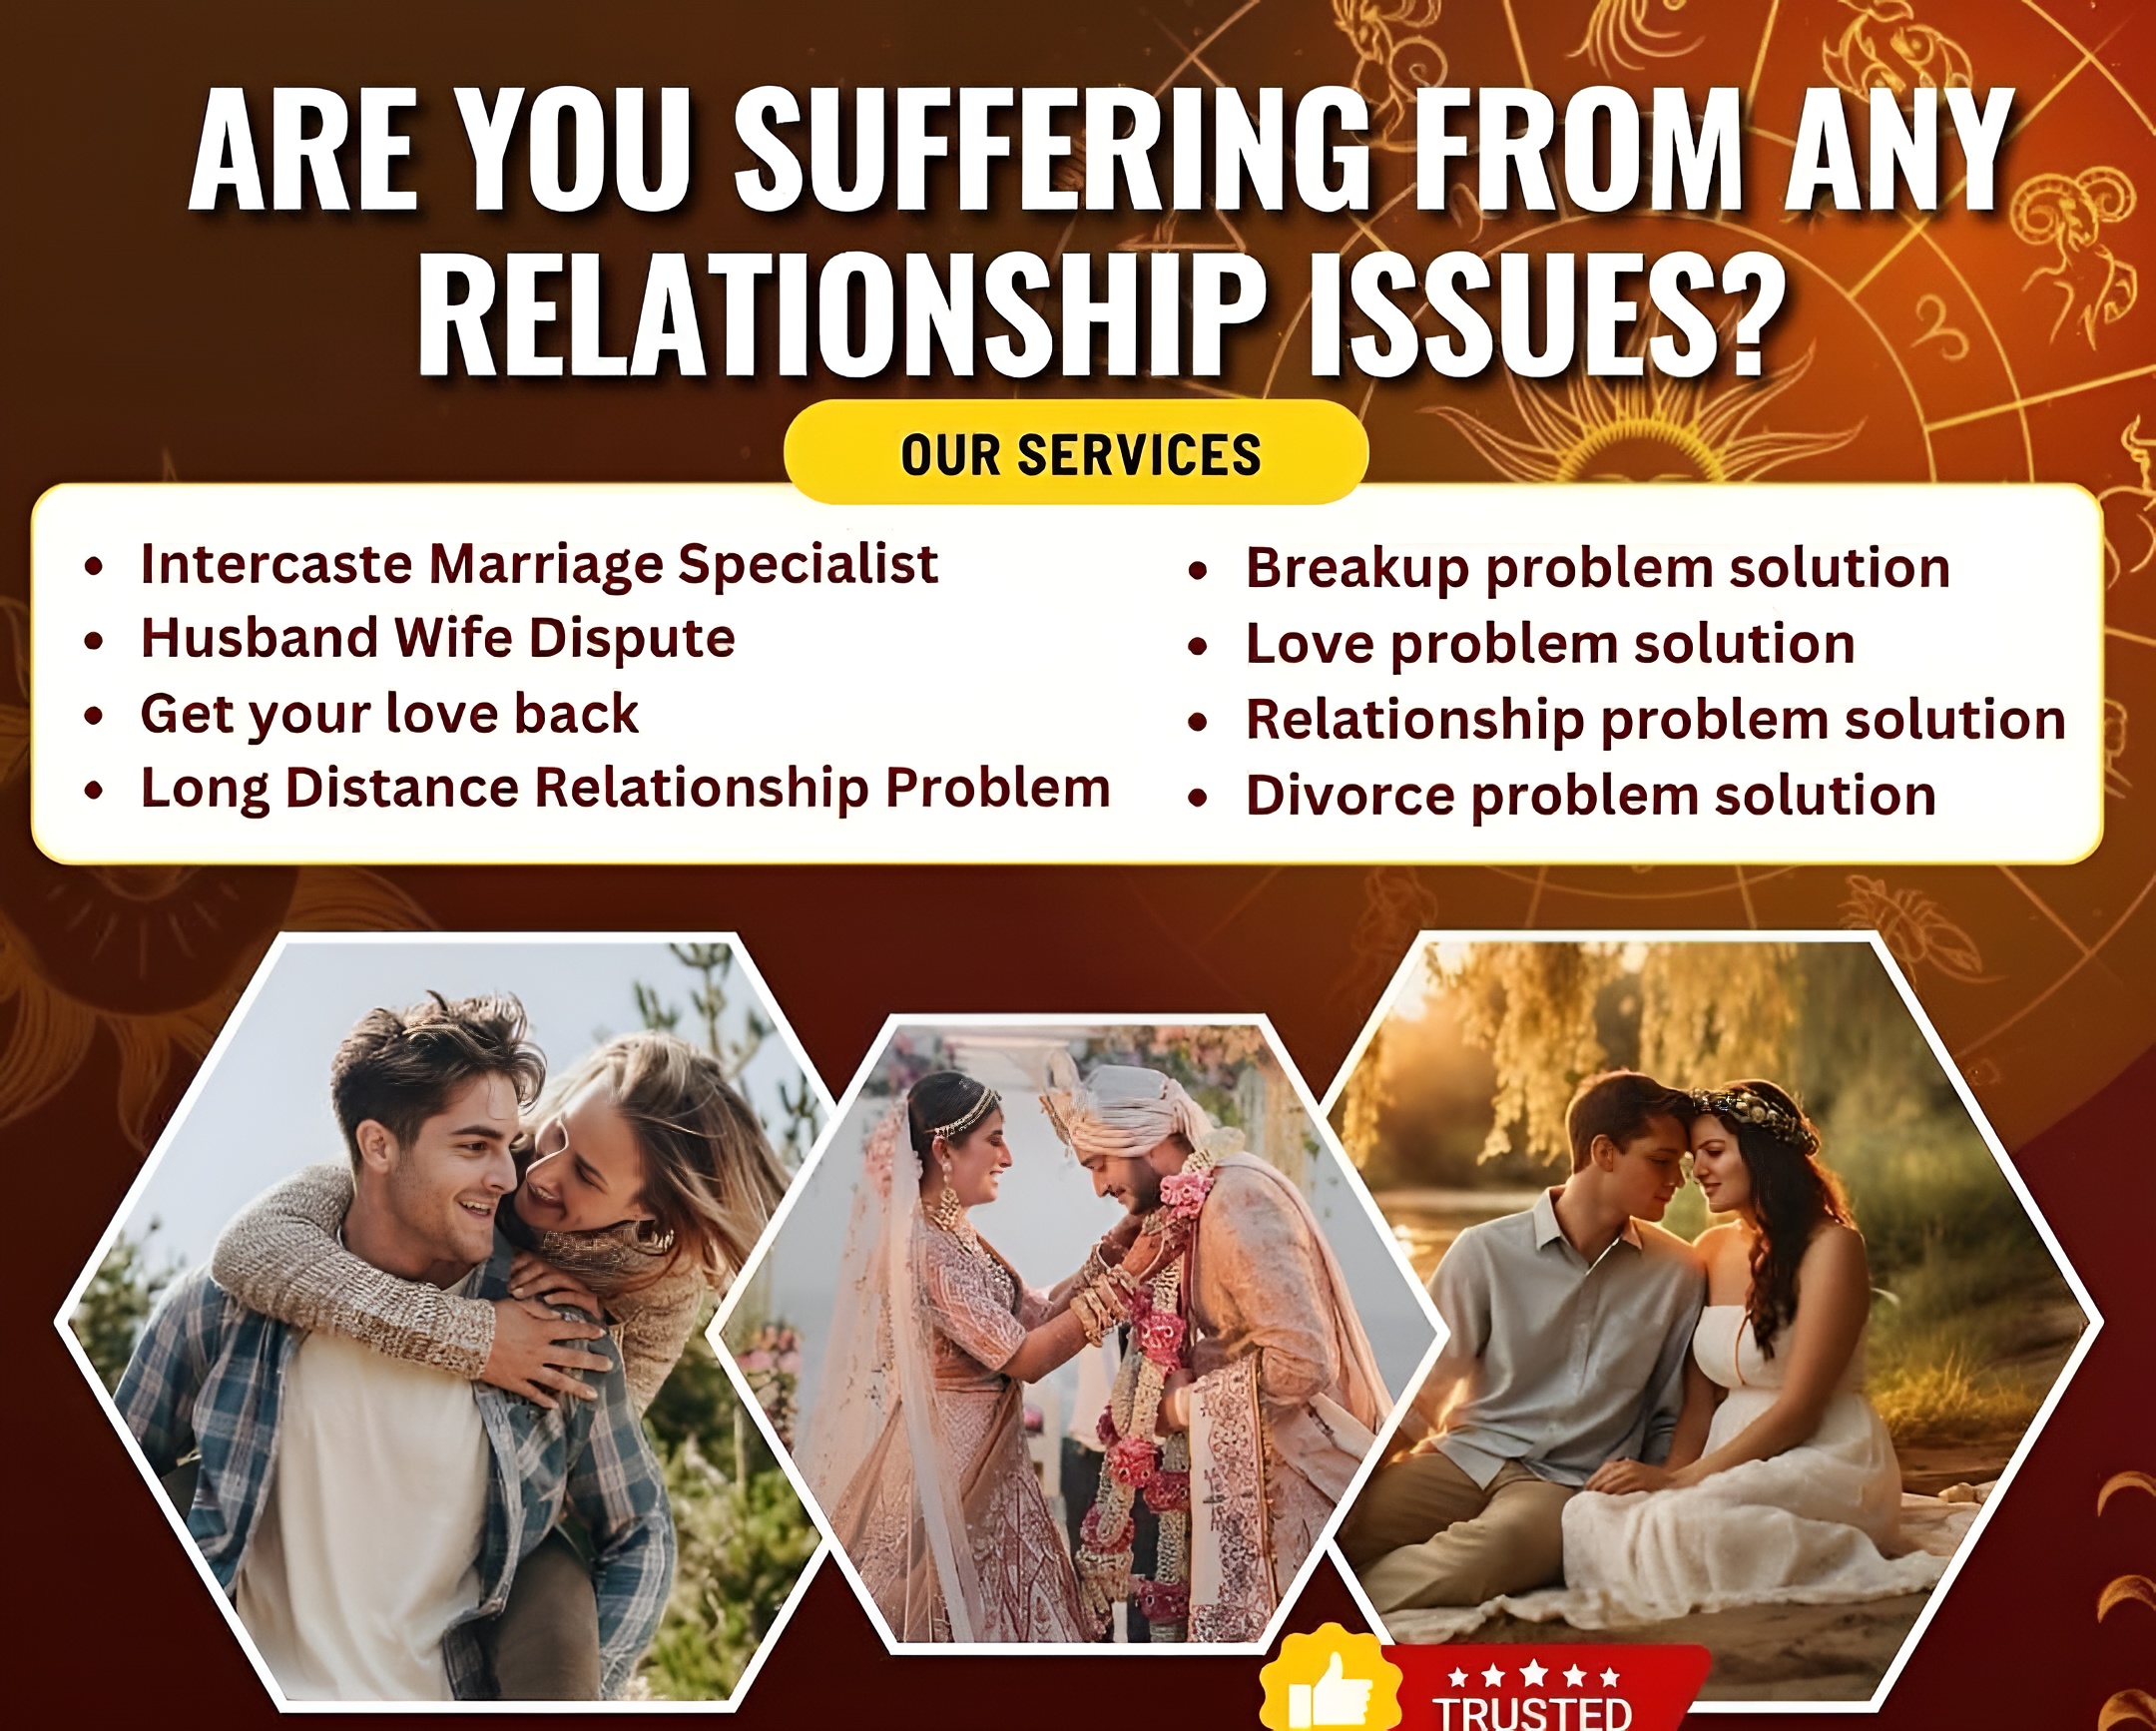 ARE YOU SUFFERING FROM ANY
RELATIONSHIP ISSUES?
OUR SERVICES
• Intercaste Marriage Specialist
• Husband Wife Dispute
• Get your love back
• Long Distance Relationship Problem
• Breakup problem solution
• Love problem solution
• Relationship problem solution
• Divorce problem solution
TRUSTED